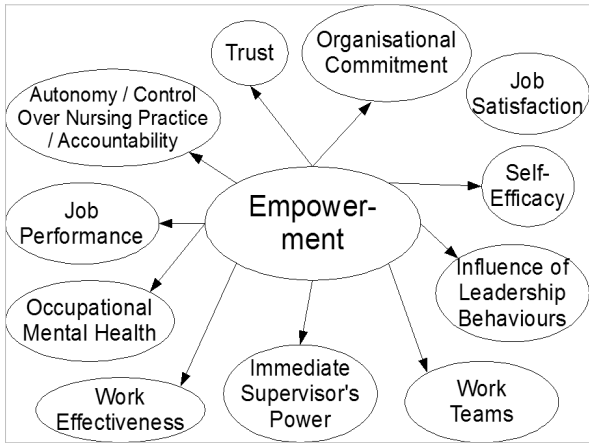 Trust
Organisational
Commitment
Job
Satisfaction
Autonomy / Control
Over Nursing Practice
/ Accountability
Self-
Efficacy
Empower-
ment
Job
Performance
Influence of
Leadership
Behaviours
Occupational
Mental Health
Immediate
Supervisor's
Power
Work
Effectiveness
Work
Teams